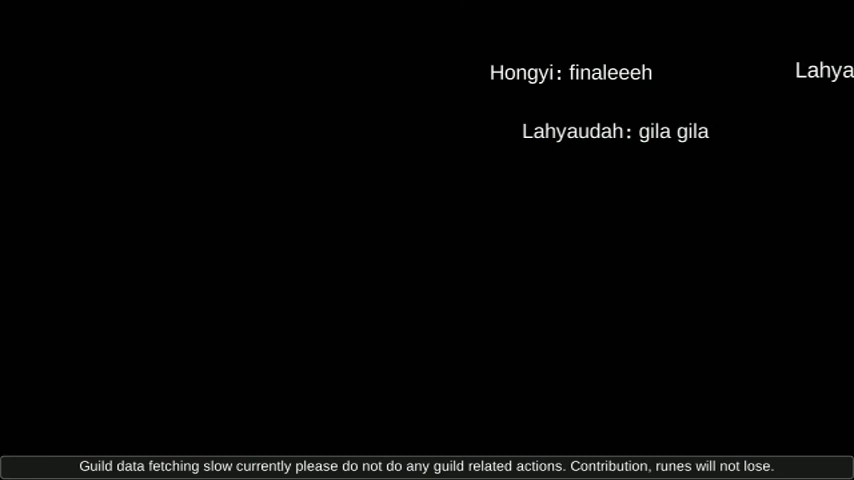 Hongyi: finaleeeh
Lahya
Lahyaudah: gila gila
Guild data fetching slow currently please do not do any guild related actions. Contribution, runes will not lose.